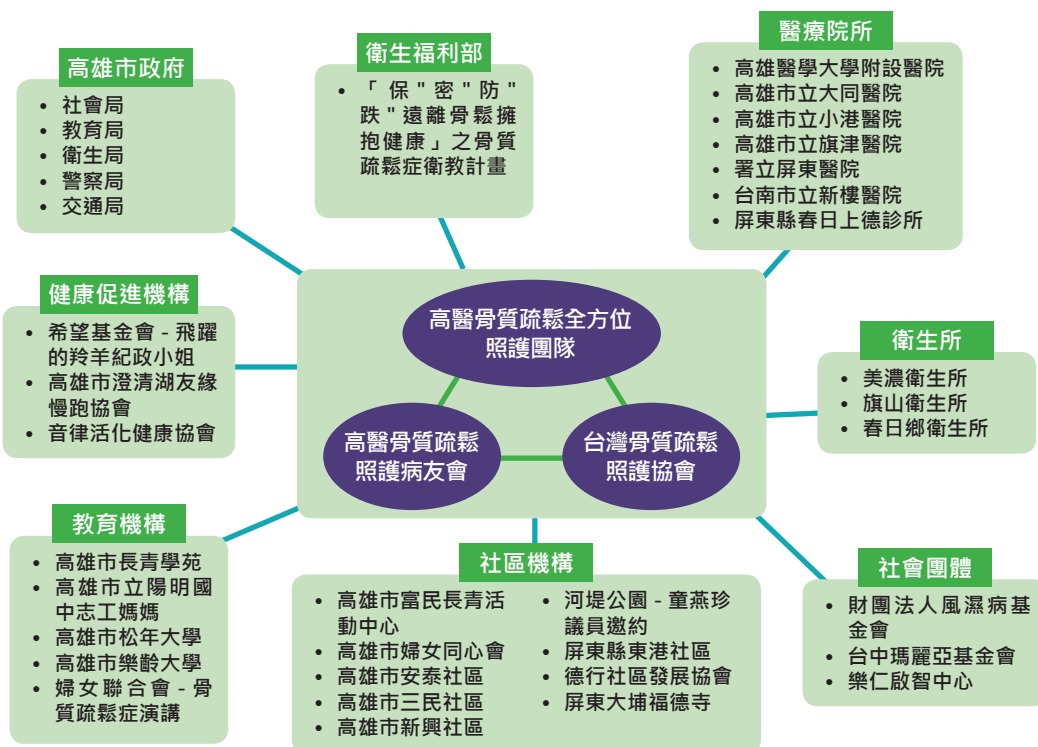 高雄市政府
• 社會局
• 教育局
• 衛生局
• 警察局
• 交通局
衛生福利部
• 「保"密"防"
跌"遠離骨鬆擁
抱健康」之骨質
疏鬆症衛教計畫
醫療院所
• 高雄醫學大學附設醫院
• 高雄市立大同醫院
• 高雄市立小港醫院
• 高雄市立旗津醫院
• 署立屏東醫院
• 台南市立新樓醫院
• 屏東縣春日上德診所
健康促進機構
• 希望基金會 - 飛躍
的羚羊紀政小姐
• 高雄市澄清湖友緣
慢跑協會
• 音律活化健康協會
高醫骨質疏鬆全方位
照護團隊
高醫骨質疏鬆
照護病友會
台灣骨質疏鬆
照護協會
衛生所
• 美濃衛生所
• 旗山衛生所
• 春日鄉衛生所
教育機構
• 高雄市長青學苑
• 高雄市立陽明國
中志工媽媽
• 高雄市松年大學
• 高雄市樂齡大學
• 婦女聯合會 - 骨
質疏鬆症演講
社區機構
• 高雄市富民長青活
動中心
• 高雄市婦女同心會
• 高雄市安泰社區
• 高雄市三民社區
• 高雄市新興社區
• 河堤公園 - 童燕珍
議員邀約
• 屏東縣東港社區
• 德行社區發展協會
• 屏東大埔福德寺
社會團體
• 財團法人風濕病基
金會
• 台中瑪麗亞基金會
• 樂仁啟智中心